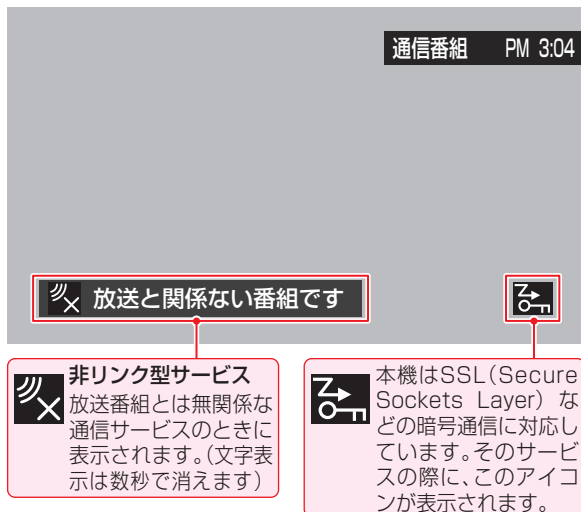 通信番組 PM 3:04
放送と関係ない番組です
非リンク型サービス
放送番組とは無関係な
通信サービスのときに
表示されます。(文字表
示は数秒で消えます)
本機はSSL(Secure
Sockets Layer) な
どの暗号通信に対応し
ています。そのサービ
スの際に、このアイコ
ンが表示されます。